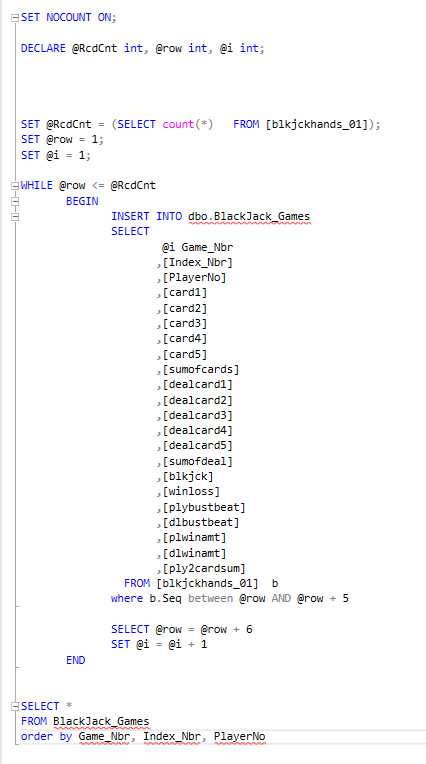 SET NOCOUNT ON;
DECLARE @RcdCnt int, @row int, @i int;
SET @RcdCnt = (SELECT count(*)   FROM [blkjckhands_01]);
SET @row = 1;
SET @i = 1;
WHILE @row <= @RcdCnt
BEGIN
INSERT INTO dbo.BlackJack_Games
SELECT
@i Game_Nbr
,[Index_Nbr]
,[PlayerNo]
,[card1]
,[card2]
,[card3]
,[card4]
,[card5]
,[sumofcards]
,[dealcard1]
,[dealcard2]
,[dealcard3]
,[dealcard4]
,[dealcard5]
,[sumofdeal]
,[blkjck]
,[winloss]
,[plybustbeat]
,[dlbustbeat]
,[plwinamt]
,[dlwinamt]
,[ply2cardsum]
FROM [blkjckhands_01]  b
where b.Seq between @row AND @row + 5
SELECT @row = @row + 6
SET @i = @i + 1
END
SELECT *
FROM BlackJack_Games
order by Game_Nbr, Index_Nbr, PlayerNo